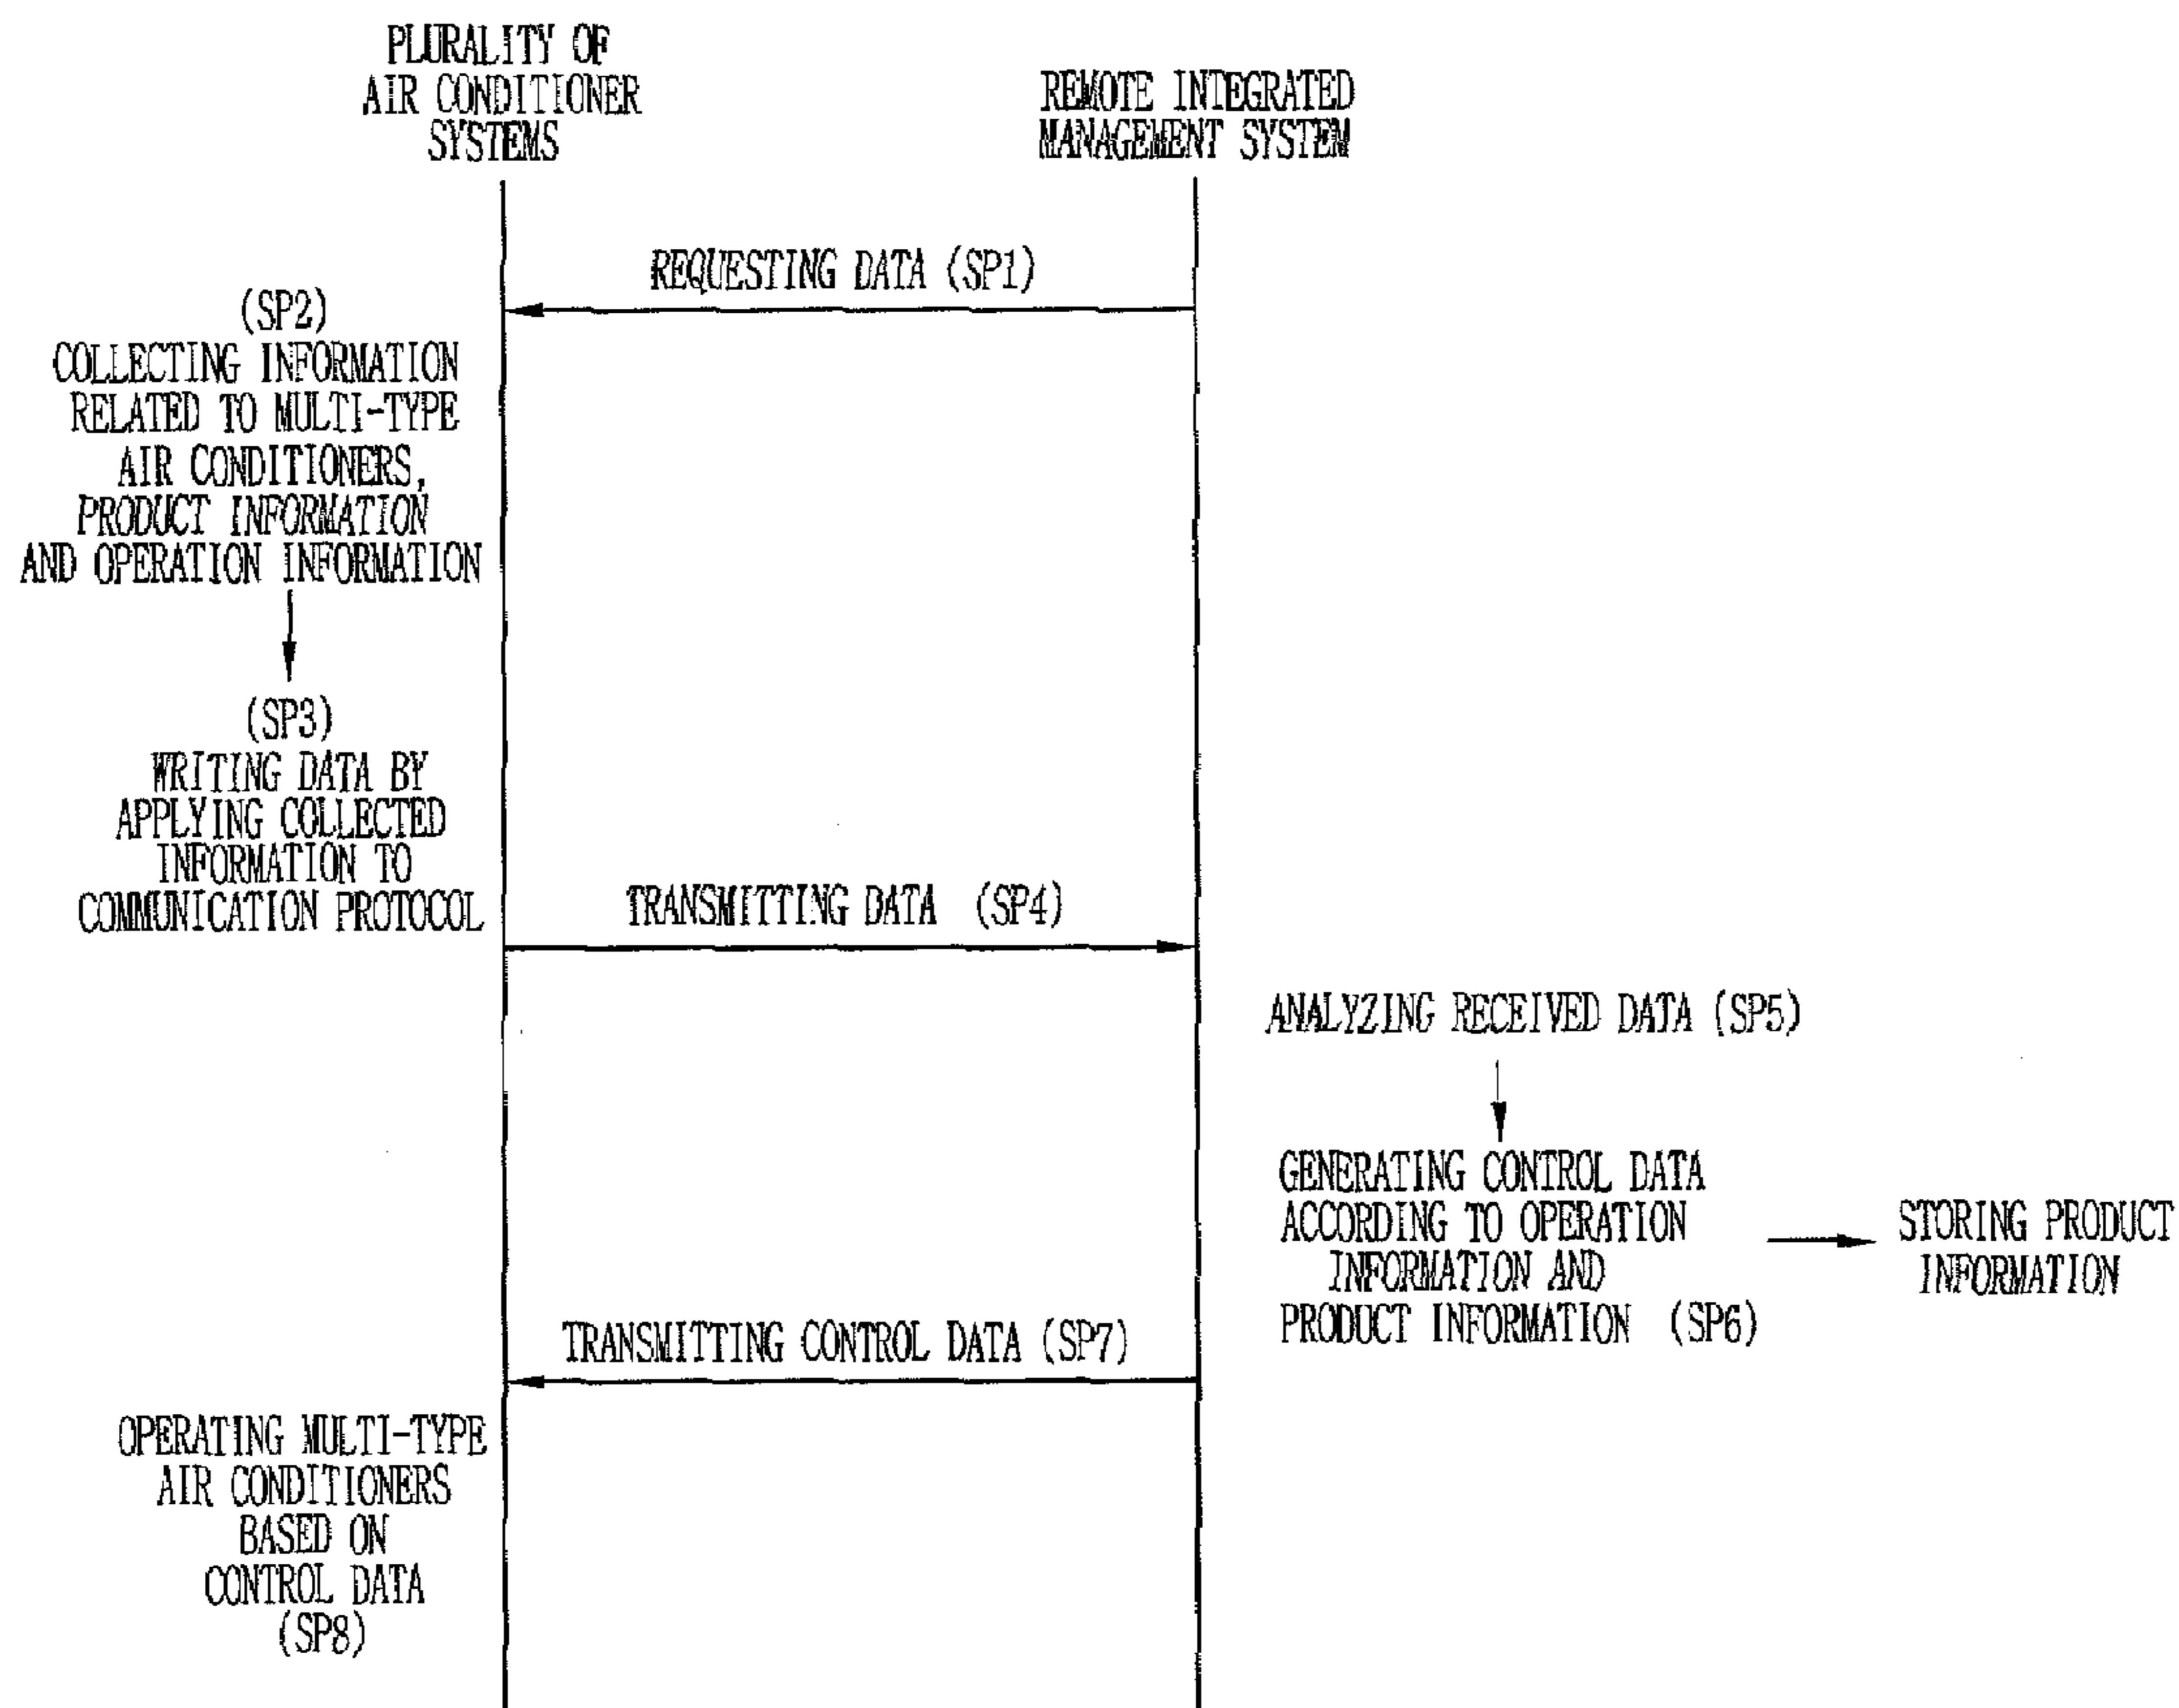 PLURALITY OF
AIR CONDITIONER
SYSTEMS
REMOTE INTEGRATED
MANAGEMENT SYSTEM
REQUESTING DATA (SP1)
(SP2)
COLLECTING INFORMATION
RELATED TO MULTI-TYPE
AIR CONDITIONERS,
PRODUCT INFORMATION
AND OPERATION INFORMATION
(SP3)
WRITING DATA BY
APPLYING COLLECTED
INFORMATION TO
COMMUNICATION PROTOCOL
TRANSMITTING DATA (SP4)
ANALYZING RECEIVED DATA (SP5)
GENERATING CONTROL DATA
ACCORDING TO OPERATION
INFORMATION AND
PRODUCT INFORMATION (SP6)
STORING PRODUCT
INFORMATION
TRANSMITTING CONTROL DATA (SP7)
OPERATING MULTI-TYPE
AIR CONDITIONERS
BASED ON
CONTROL DATA
(SP8)